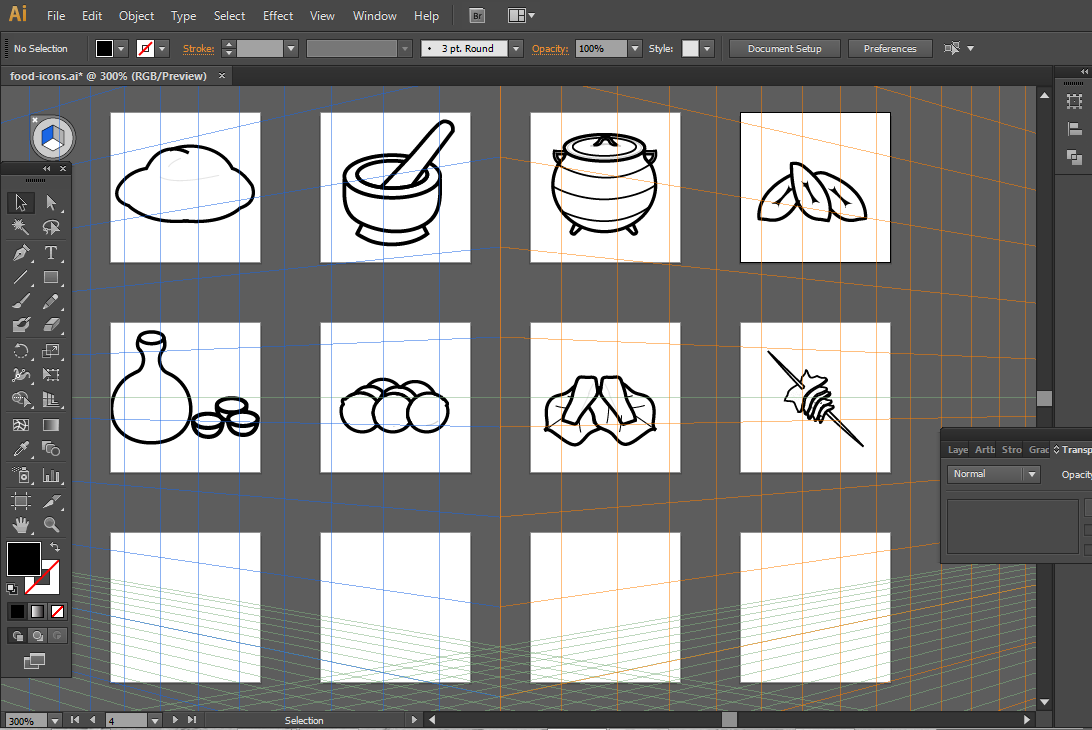 Ai File Edit Object Type Select Effect View Window Help Br
No Selection Stroke: 3 pt. Round Opacity: 100% Style: Document Setup Preferences
food-icons.ai* @ 300% (RGB/Preview) ×
T
Laye Artb Stro Grad Transp
Normal Opacity
300% 4 Selection